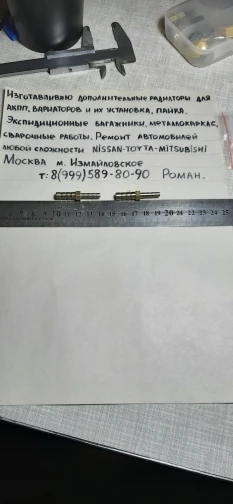 Изготавливаю дополнительные радиаторы для
АКПП, вариаторов и их установка, пайка.
Экспидиционные багажники, металлокаркас,
сварочные работы. Ремонт автомобилей
любой сложности NISSAN-TOYTA-MITSUBISHI
Москва м. Измайловское
т: 8(999)589-80-90 Роман.